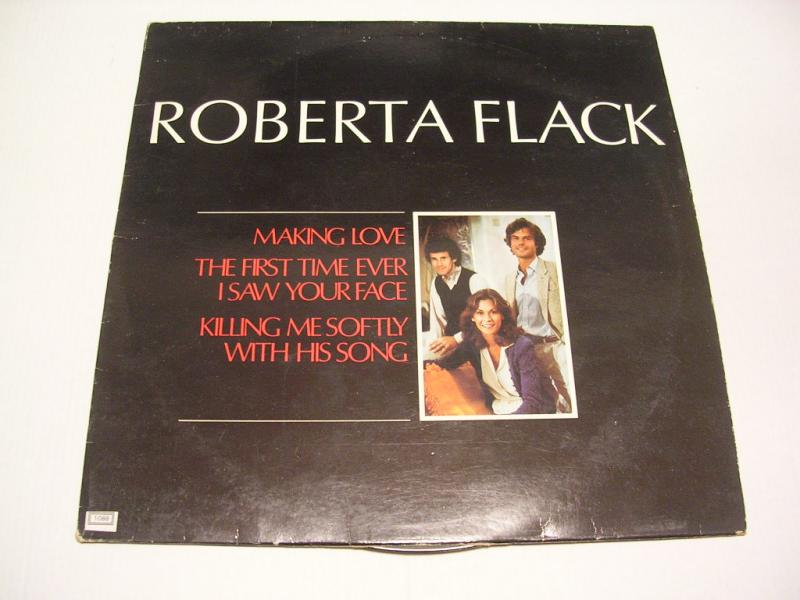 ROBERTA FLACK
MAKING LOVE
THE FIRST TIME EVER
I SAW YOUR FACE
KILLING ME SOFTLY
WITH HIS SONG